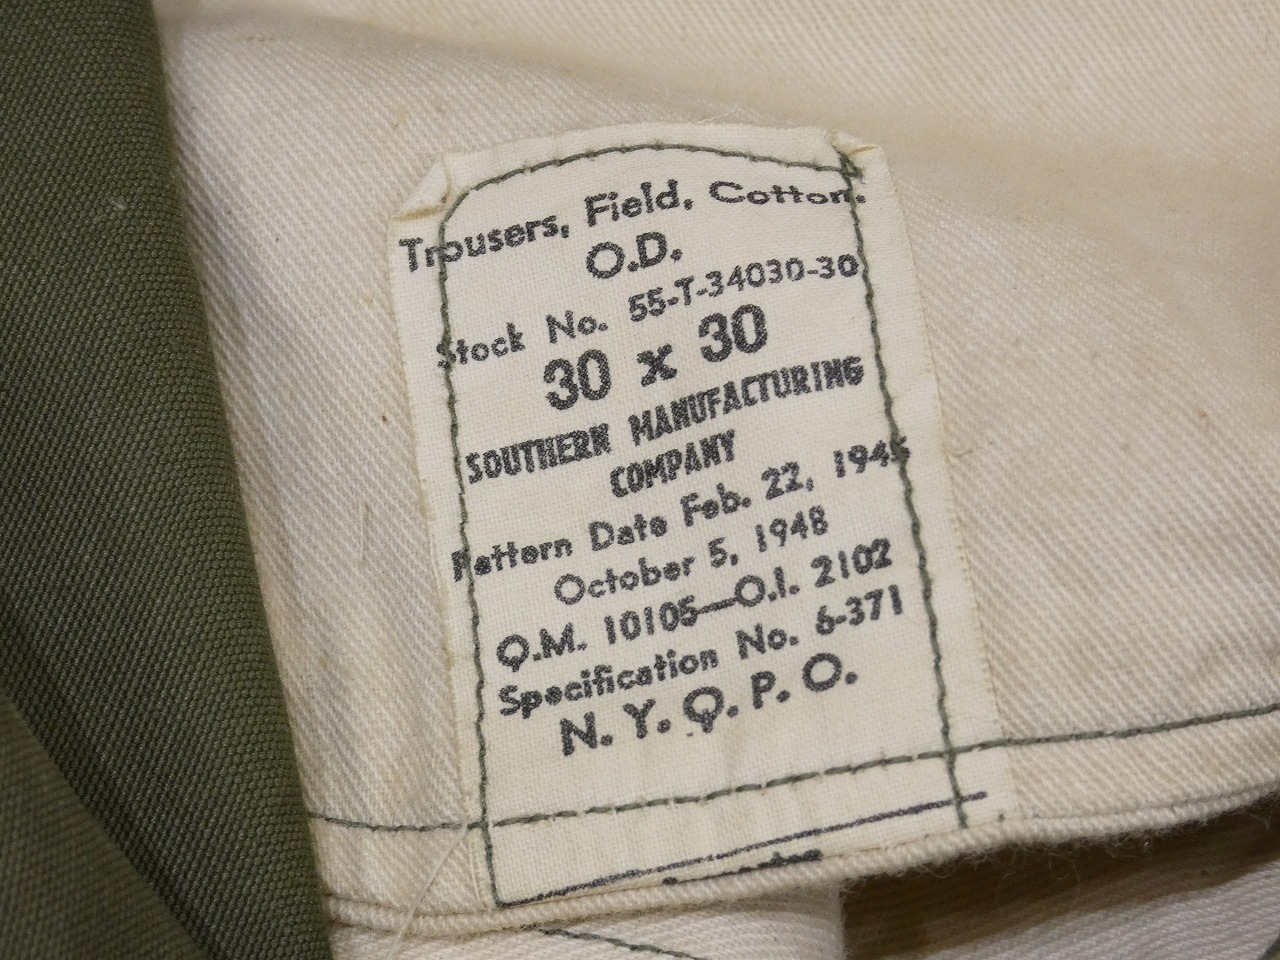 Trousers, Field, Cotton.
O.D.
Stock No. 55-T-34030-30
30 x 30
SOUTHERN MANUFACTURING
COMPANY
Pattern Date Feb. 22, 1945
October 5, 1948
Q.M. 10105—O.I. 2102
Specification No. 6-371
N. Y. Q. P. O.